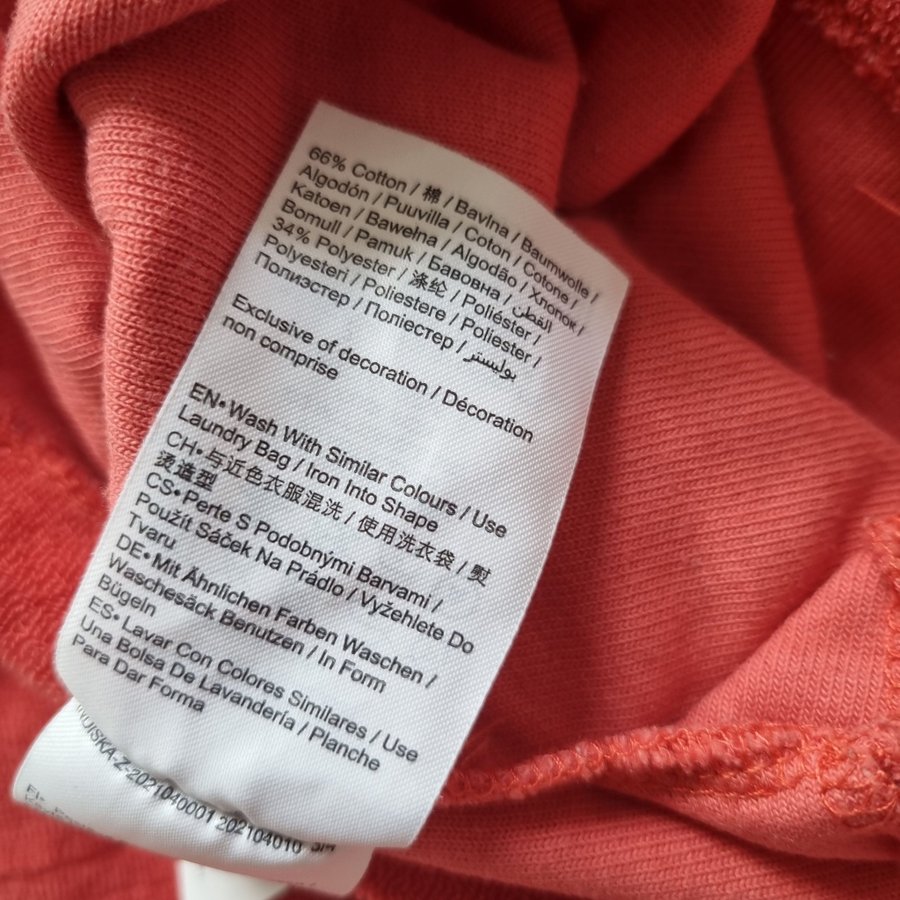 66% Cotton / 棉 / Bavlna / Baumwolle /
Algodón / Puuvilla / Coton / Cotone /
Katoen / Bawełna / Algodão / Хлопок /
Bomull / Pamuk / Бавовна / القطن
34% Polyester / 涤纶 / Poliéster /
Polyesteri / Poliestere / Poliester /
Полиэстер / Поліестер / بوليستر
Exclusive of decoration / Décoration
non comprise
EN• Wash With Similar Colours / Use
Laundry Bag / Iron Into Shape
CH• 与近色衣服混洗 / 使用洗衣袋 / 熨
烫造型
CS• Perte S Podobnými Barvami /
Použít Sáček Na Prádlo / Vyžehlete Do
Tvaru
DE• Mit Ähnlichen Farben Waschen /
Waschesäck Benutzen / In Form
Bügeln
ES• Lavar Con Colores Similares / Use
Una Bolsa De Lavandería / Planche
Para Dar Forma
UISKA-Z-2021040001 202104010